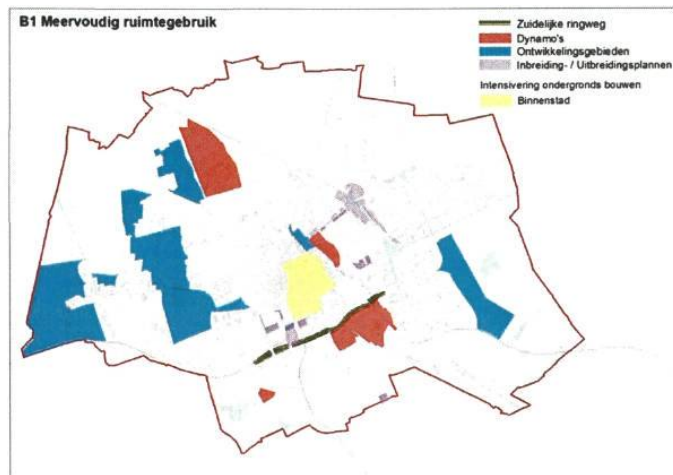 B1 Meervoudig ruimtegebruik
Zuidelijke ringweg
Dynamo's
Ontwikkelingsgebieden
Inbreiding- / Uitbreidingsplannen
Intensivering ondergronds bouwen
Binnenstad